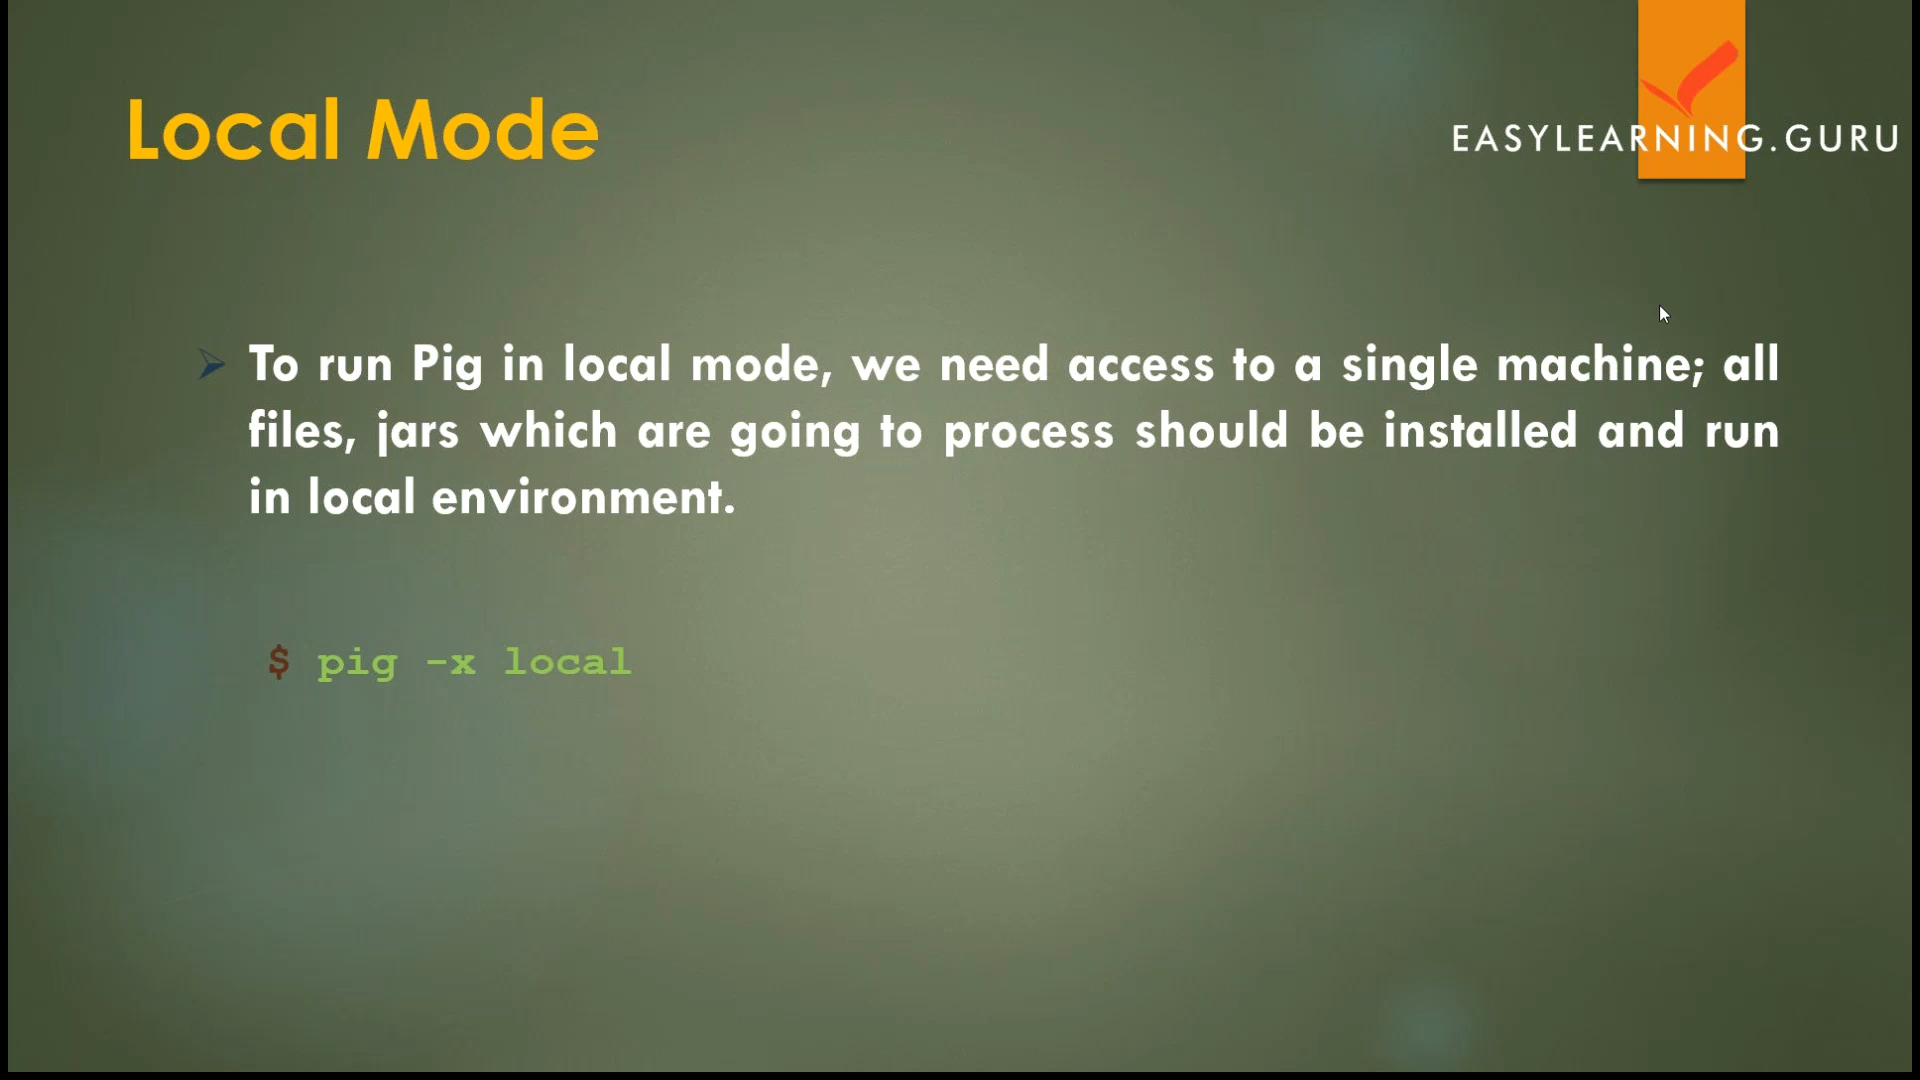 Local Mode
EASYLEARNING.GURU
To run Pig in local mode, we need access to a single machine; all
files, jars which are going to process should be installed and run
in local environment.
$ pig –x local